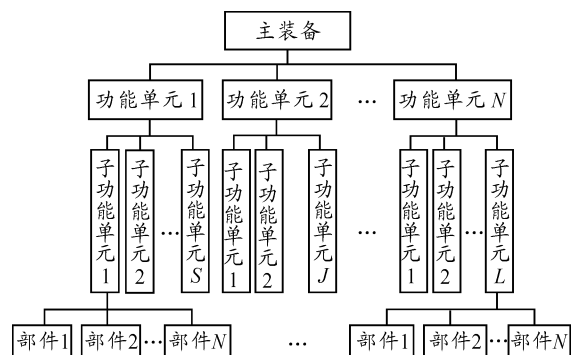 主装备
功能单元1 功能单元2 … 功能单元N
子功能单元1 子功能单元2 … 子功能单元S 子功能单元1 子功能单元2 … 子功能单元J … 子功能单元1 子功能单元2 … 子功能单元L
部件1 部件2 … 部件N … 部件1 部件2 … 部件N